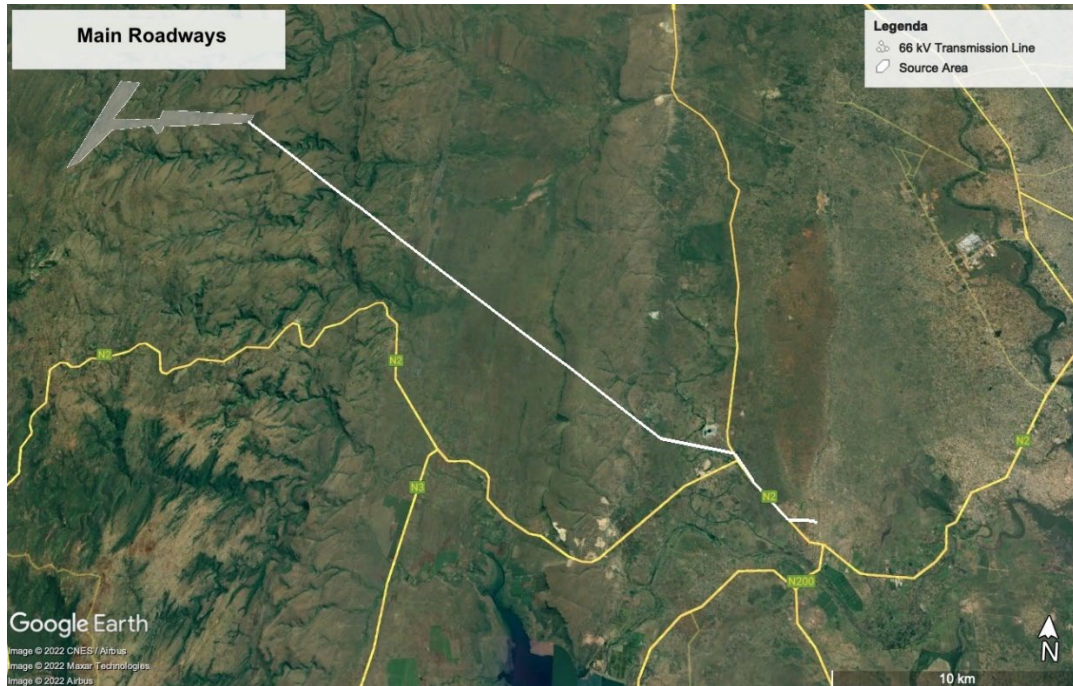 Main Roadways
Legenda
66 kV Transmission Line
Source Area
N2
N2
N2
N3
N2
N200
Google Earth
Image © 2022 CNES / Airbus
Image © 2022 Maxar Technologies
Image © 2022 Airbus
10 km
N